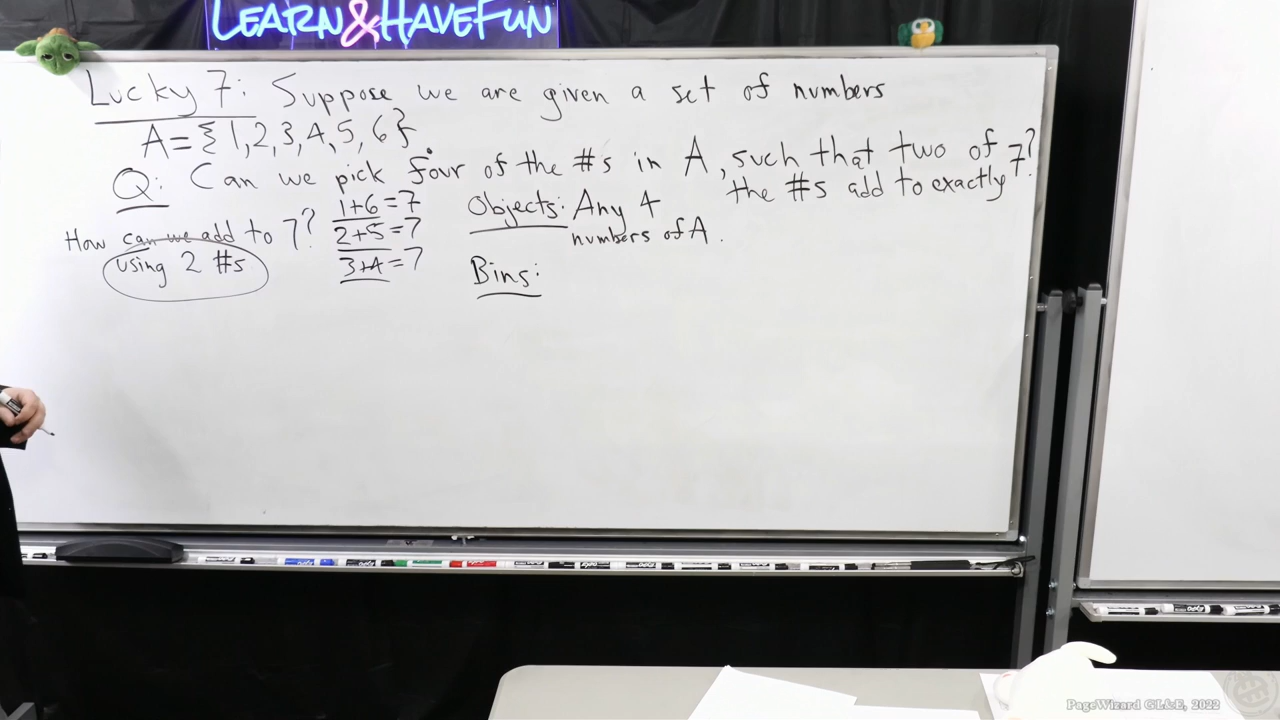 LEARN&HAVEFUN
Lucky 7: Suppose we are given a set of numbers
A={1,2,3,4,5,6}.
Q: Can we pick four of the #s in A, such that two of
the #s add to exactly 7?
How can we add to 7?
using 2 #s
1+6=7
2+5=7
3+4=7
Objects: Any 4
numbers of A.
Bins:
PageWizard GL&E, 2022